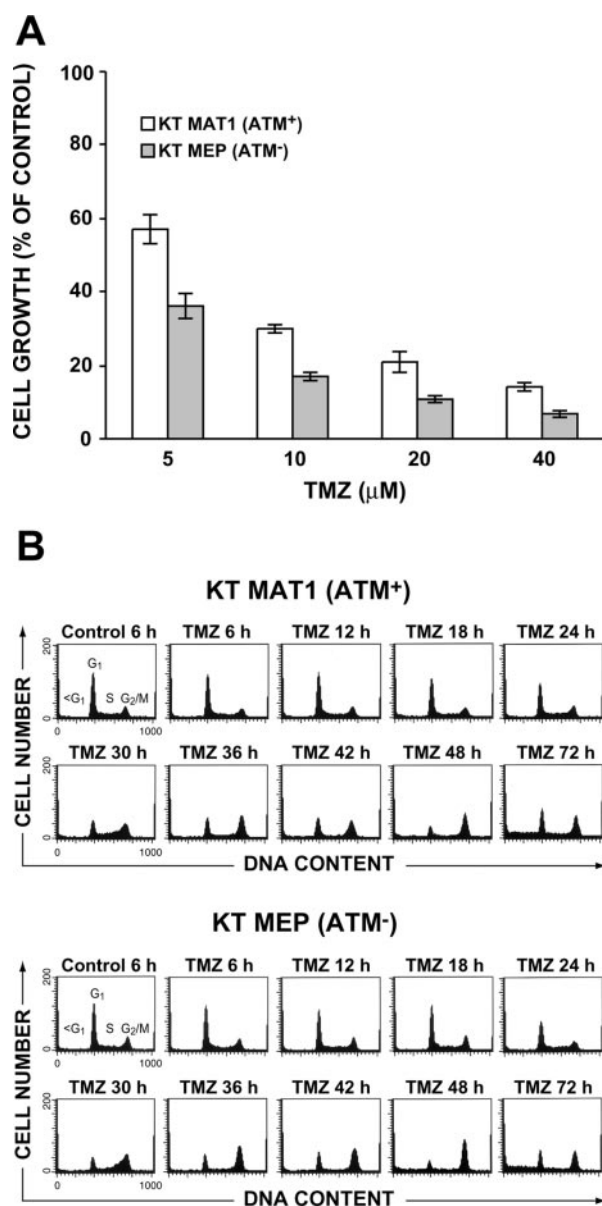 A
CELL GROWTH (% OF CONTROL)
100
80
60
40
20
0
KT MAT1 (ATM⁺)
KT MEP (ATM⁻)
5 10 20 40
TMZ (µM)
B
KT MAT1 (ATM⁺)
CELL NUMBER
Control 6 h TMZ 6 h TMZ 12 h TMZ 18 h TMZ 24 h
200
0
G₁
<G₁ S G₂/M
TMZ 30 h TMZ 36 h TMZ 42 h TMZ 48 h TMZ 72 h
200
0
0 1000
DNA CONTENT
KT MEP (ATM⁻)
CELL NUMBER
Control 6 h TMZ 6 h TMZ 12 h TMZ 18 h TMZ 24 h
200
0
G₁
<G₁ S G₂/M
TMZ 30 h TMZ 36 h TMZ 42 h TMZ 48 h TMZ 72 h
200
0
0 1000
DNA CONTENT